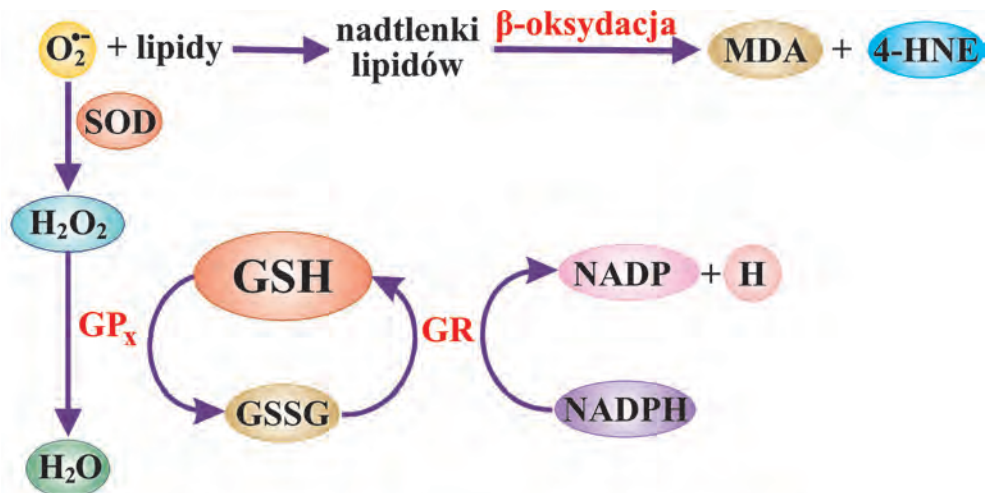 O₂•⁻ + lipidy
nadtlenki
lipidów
β-oksydacja
MDA + 4-HNE
SOD
H₂O₂
GSH
NADP + H
GPₓ
GR
GSSG
NADPH
H₂O